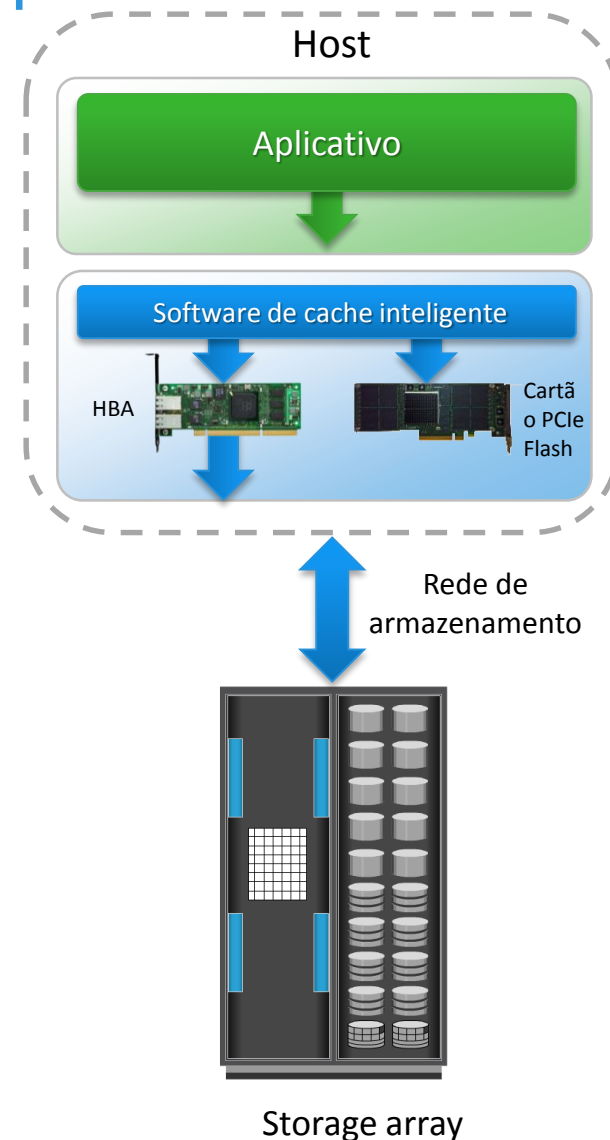 Host
Aplicativo
Software de cache inteligente
HBA
Cartã
o PCIe
Flash
Rede de
armazenamento
Storage array